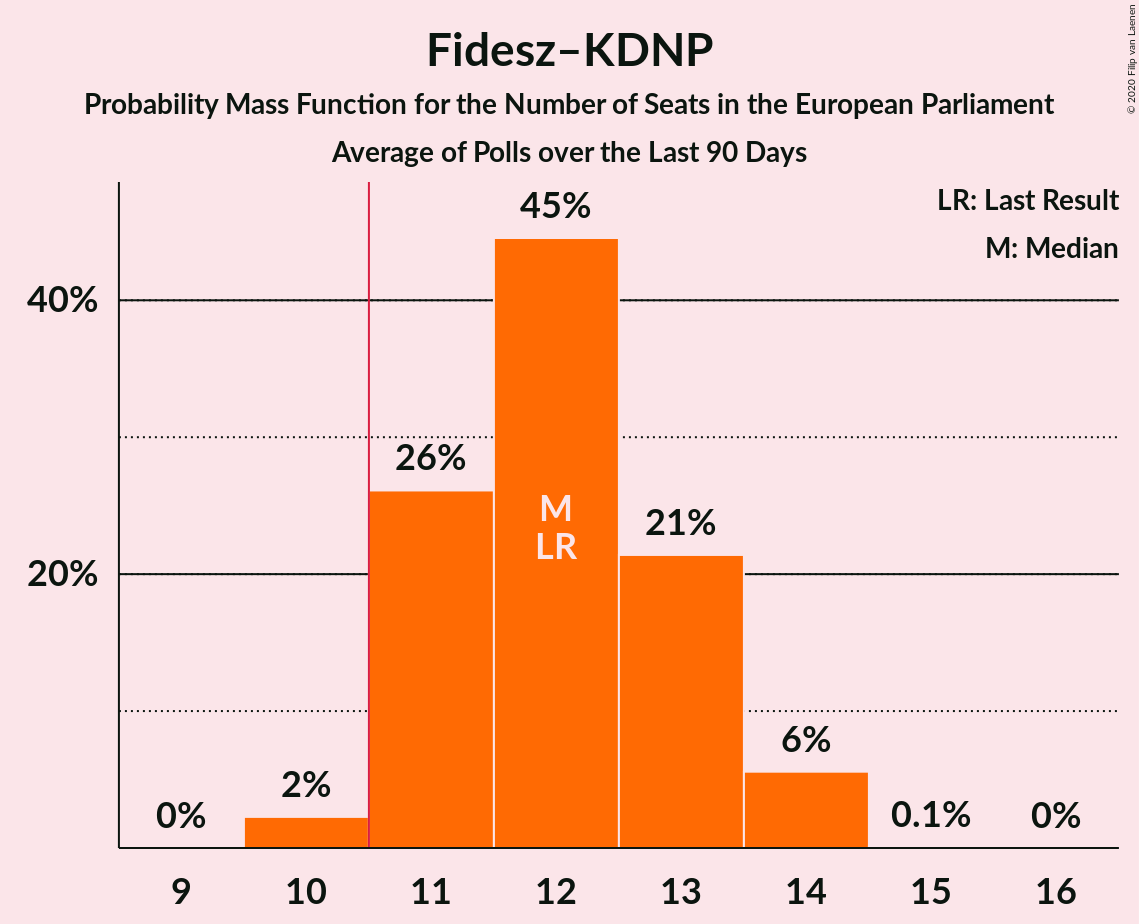 Fidesz–KDNP
Probability Mass Function for the Number of Seats in the European Parliament
Average of Polls over the Last 90 Days
© 2020 Filip van Laenen
LR: Last Result
M: Median
40%
20%
0%
2%
26%
45%
M
LR
21%
6%
0.1%
0%
9 10 11 12 13 14 15 16